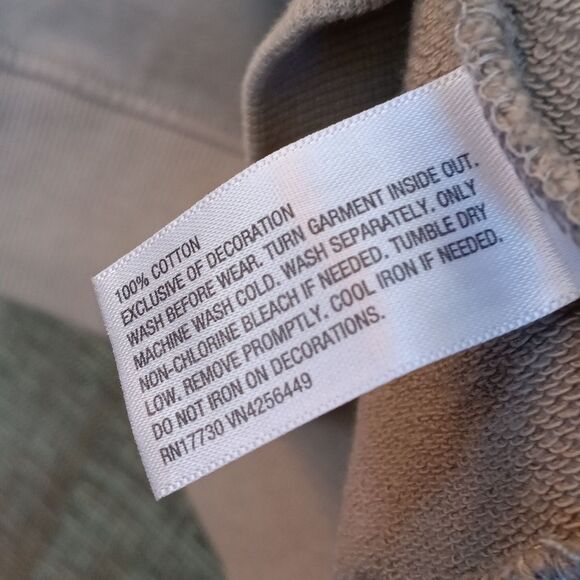 100% COTTON
EXCLUSIVE OF DECORATION
WASH BEFORE WEAR. TURN GARMENT INSIDE OUT.
MACHINE WASH COLD. WASH SEPARATELY. ONLY
NON-CHLORINE BLEACH IF NEEDED. TUMBLE DRY
LOW. REMOVE PROMPTLY. COOL IRON IF NEEDED.
DO NOT IRON ON DECORATIONS.
RN17730 VN4256449